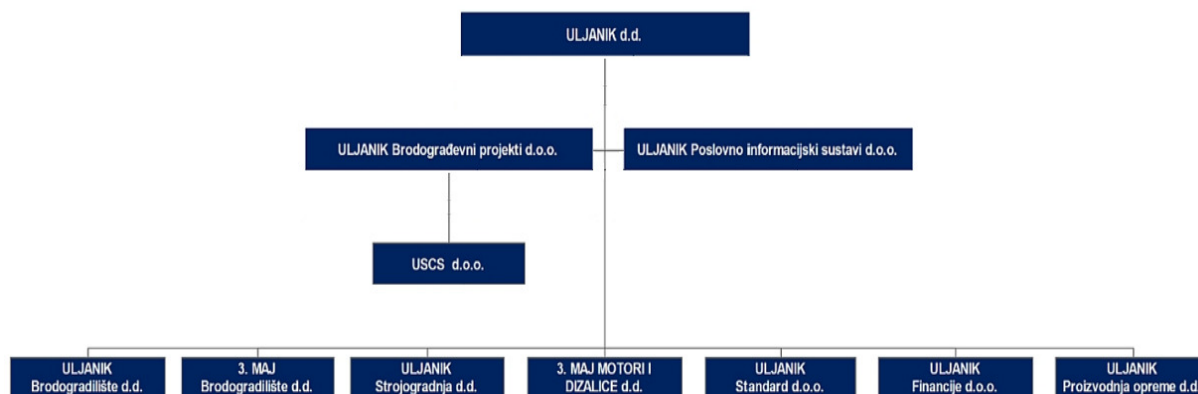 ULJANIK d.d.
ULJANIK Brodograđevni projekti d.o.o.
ULJANIK Poslovno informacijski sustavi d.o.o.
USCS d.o.o.
ULJANIK
Brodogradilište d.d.
3. MAJ
Brodogradilište d.d.
ULJANIK
Strojogradnja d.d.
3. MAJ MOTORI I
DIZALICE d.d.
ULJANIK
Standard d.o.o.
ULJANIK
Financije d.o.o.
ULJANIK
Proizvodnja opreme d.d.